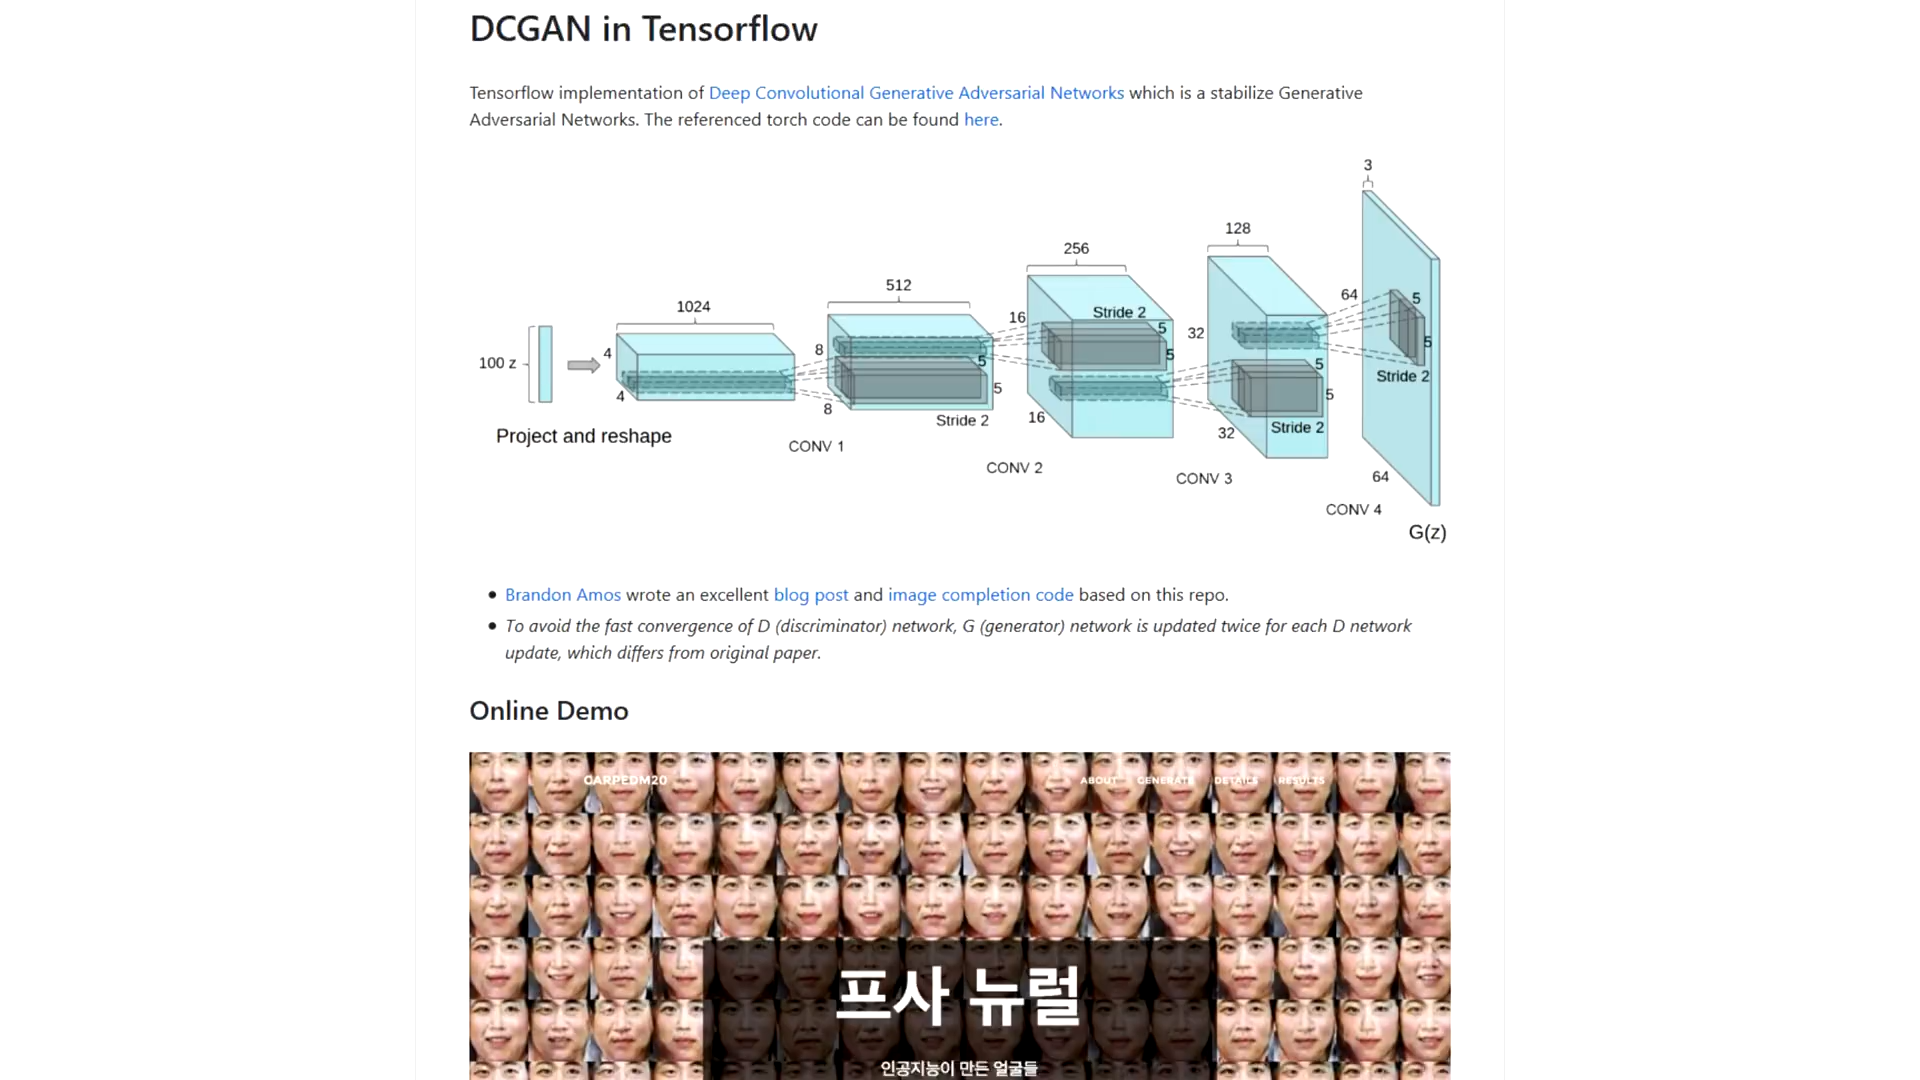 DCGAN in Tensorflow
Tensorflow implementation of Deep Convolutional Generative Adversarial Networks which is a stabilize Generative
Adversarial Networks. The referenced torch code can be found here.
3
128
256
512
1024
64
5
5
Stride 2
16
5
5
32
8
4
100 z
5
5
Stride 2
5
5
Stride 2
4
8
16
32
Stride 2
64
Project and reshape
CONV 1
CONV 2
CONV 3
CONV 4
G(z)
Brandon Amos wrote an excellent blog post and image completion code based on this repo.
To avoid the fast convergence of D (discriminator) network, G (generator) network is updated twice for each D network
update, which differs from original paper.
Online Demo
CARPEDM20 ABOUT GENERATE DETAILS RESULTS
프사 뉴럴
인공지능이 만든 얼굴들